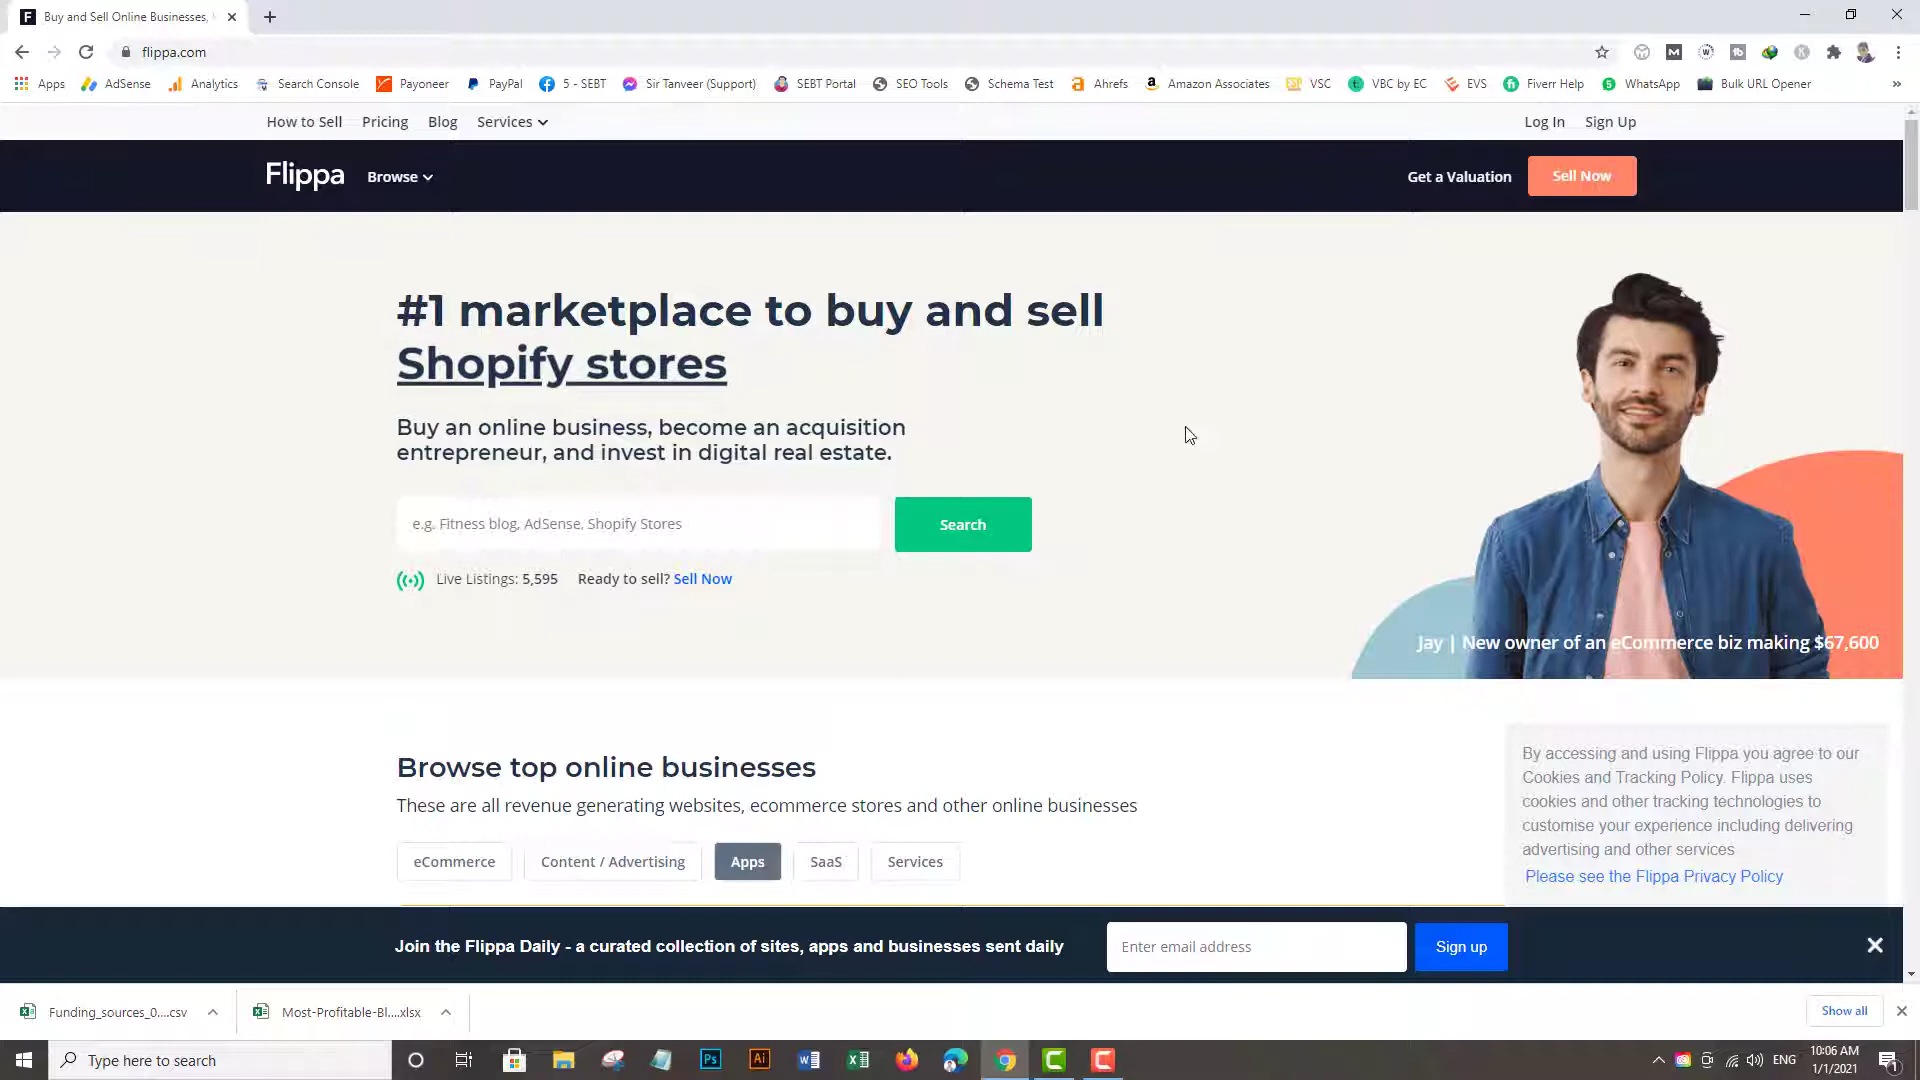 F Buy and Sell Online Businesses,
flippa.com
Apps AdSense Analytics Search Console Payoneer PayPal 5 - SEBT Sir Tanveer (Support) SEBT Portal SEO Tools Schema Test Ahrefs Amazon Associates VSC VBC by EC EVS Fiverr Help WhatsApp Bulk URL Opener »
How to Sell Pricing Blog Services Log In Sign Up
Flippa Browse Get a Valuation Sell Now
#1 marketplace to buy and sell
Shopify stores
Buy an online business, become an acquisition
entrepreneur, and invest in digital real estate.
e.g. Fitness blog, AdSense, Shopify Stores Search
Live Listings: 5,595 Ready to sell? Sell Now
Jay | New owner of an eCommerce biz making $67,600
Browse top online businesses
These are all revenue generating websites, ecommerce stores and other online businesses
eCommerce Content / Advertising Apps SaaS Services
By accessing and using Flippa you agree to our
Cookies and Tracking Policy. Flippa uses
cookies and other tracking technologies to
customise your experience including delivering
advertising and other services
Please see the Flippa Privacy Policy
Join the Flippa Daily - a curated collection of sites, apps and businesses sent daily Enter email address Sign up
Funding_sources_0....csv Most-Profitable-Bl....xlsx Show all
Type here to search Ps Ai ENG 10:06 AM
1/1/2021